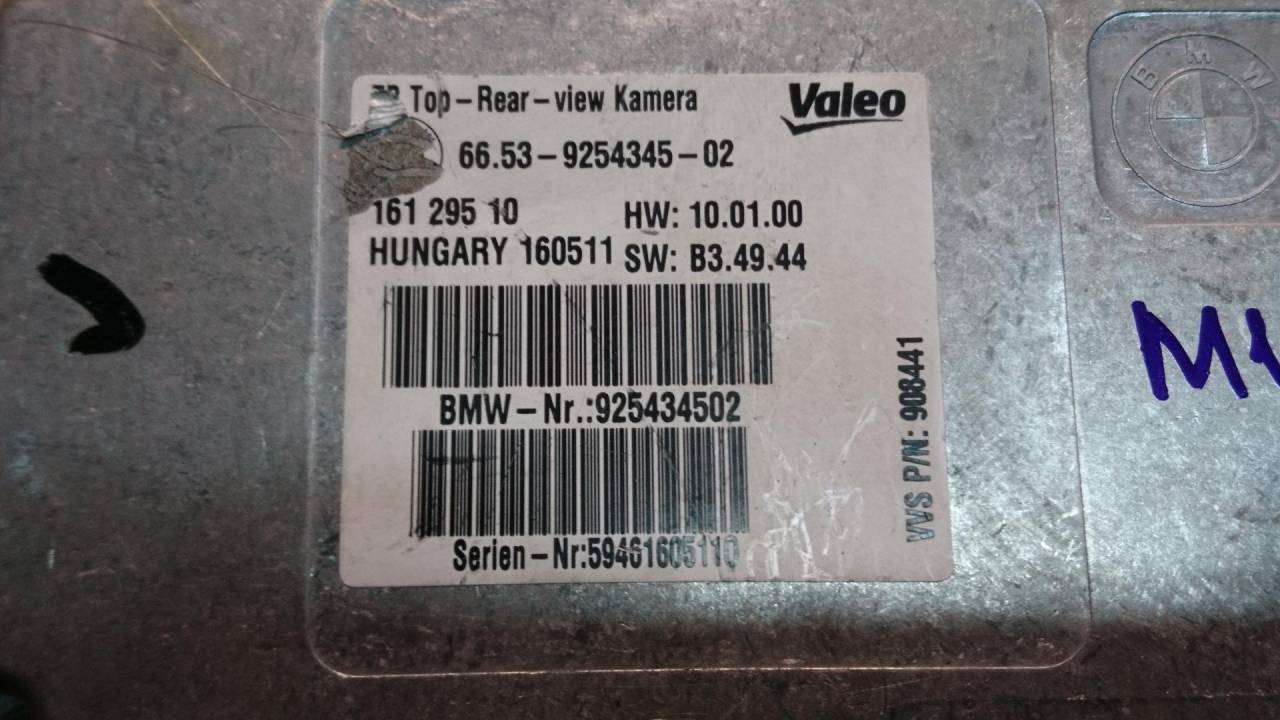 Top-Rear-view Kamera
Valeo
66.53-9254345-02
161 295 10
HW: 10.01.00
HUNGARY 160511
SW: B3.49.44
BMW-Nr.:925434502
Serien-Nr:59461605110
VVS P/N: 908441
BMW